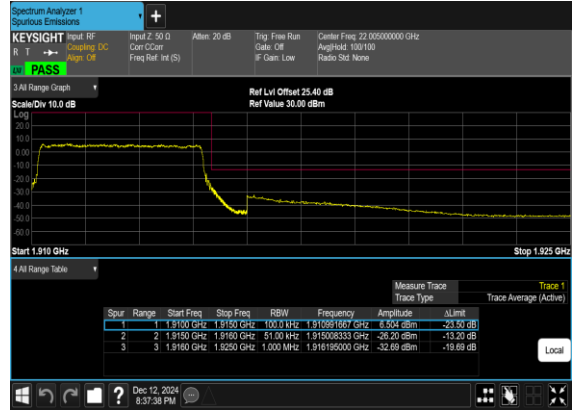 Spectrum Analyzer 1
Spurious Emissions
+
KEYSIGHT Input: RF Input Z: 50 Ω Atten: 20 dB Trig: Free Run Center Freq: 22.005000000 GHz
R T Coupling: DC Corr CCorr Gate: Off Avg|Hold: 100/100
Align: Off Freq Ref: Int (S) IF Gain: Low Radio Std: None
PASS
3 All Range Graph
Ref Lvl Offset 25.40 dB
Scale/Div 10.0 dB Ref Value 30.00 dBm
Log
20.0
10.0
0.00
-10.0
-20.0
-30.0
-40.0
-50.0
-60.0
Start 1.910 GHz Stop 1.925 GHz
4 All Range Table
Measure Trace Trace 1
Trace Type Trace Average (Active)
Spur Range Start Freq Stop Freq RBW Frequency Amplitude ΔLimit
1 1 1.9100 GHz 1.9150 GHz 100.0 kHz 1.910991667 GHz 6.504 dBm -23.50 dB
2 2 1.9150 GHz 1.9160 GHz 51.00 kHz 1.915008333 GHz -26.20 dBm -13.20 dB
3 3 1.9160 GHz 1.9250 GHz 1.000 MHz 1.916195000 GHz -32.69 dBm -19.69 dB
Local
? Dec 12, 2024
8:37:38 PM